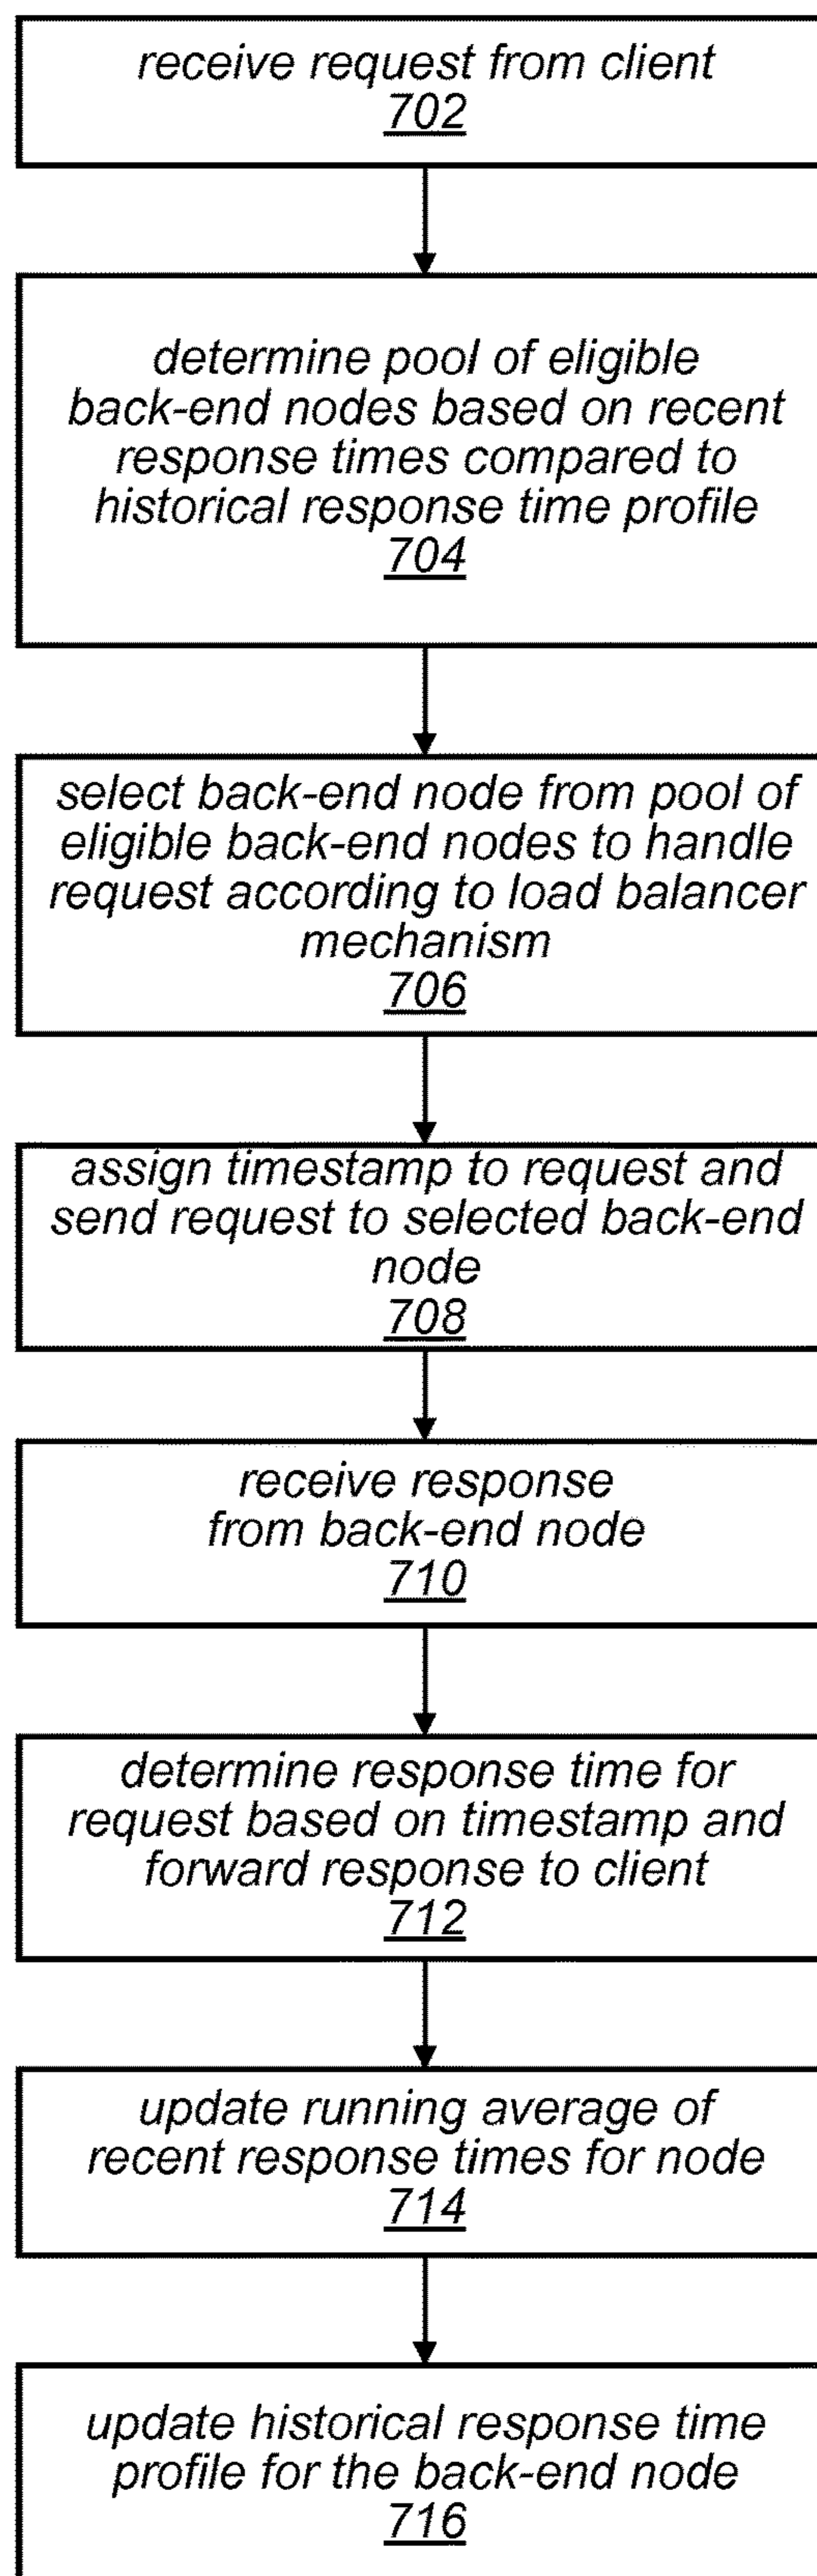 receive request from client
702
determine pool of eligible
back-end nodes based on recent
response times compared to
historical response time profile
704
select back-end node from pool of
eligible back-end nodes to handle
request according to load balancer
mechanism
706
assign timestamp to request and
send request to selected back-end
node
708
receive response
from back-end node
710
determine response time for
request based on timestamp and
forward response to client
712
update running average of
recent response times for node
714
update historical response time
profile for the back-end node
716